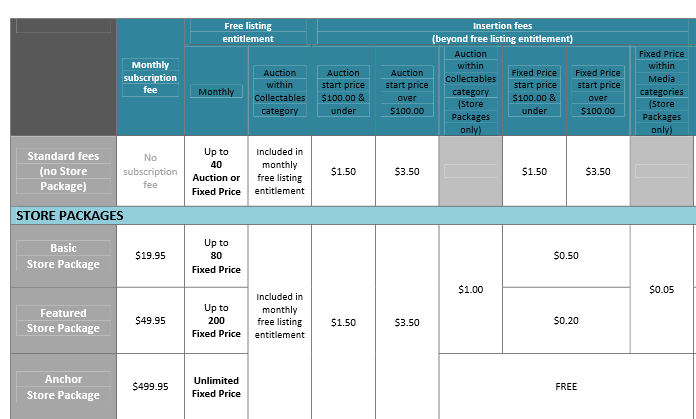 Free listing
entitlement
Insertion fees
(beyond free listing entitlement)
Monthly
subscription
fee
Monthly
Auction
within
Collectables
category
Auction
start price
$100.00 &
under
Auction
start price
over
$100.00
Auction
within
Collectables
category
(Store
Packages
only)
Fixed Price
start price
$100.00 &
under
Fixed Price
start price
over
$100.00
Fixed Price
within
Media
categories
(Store
Packages
only)
Standard fees
(no Store
Package)
No
subscription
fee
Up to
40
Auction or
Fixed Price
Included in
monthly
free listing
entitlement
$1.50
$3.50
$1.50
$3.50
STORE PACKAGES
Basic
Store Package
$19.95
Up to
80
Fixed Price
Included in
monthly
free listing
entitlement
$1.50
$3.50
$1.00
$0.50
$0.05
Featured
Store Package
$49.95
Up to
200
Fixed Price
$0.20
Anchor
Store Package
$499.95
Unlimited
Fixed Price
FREE